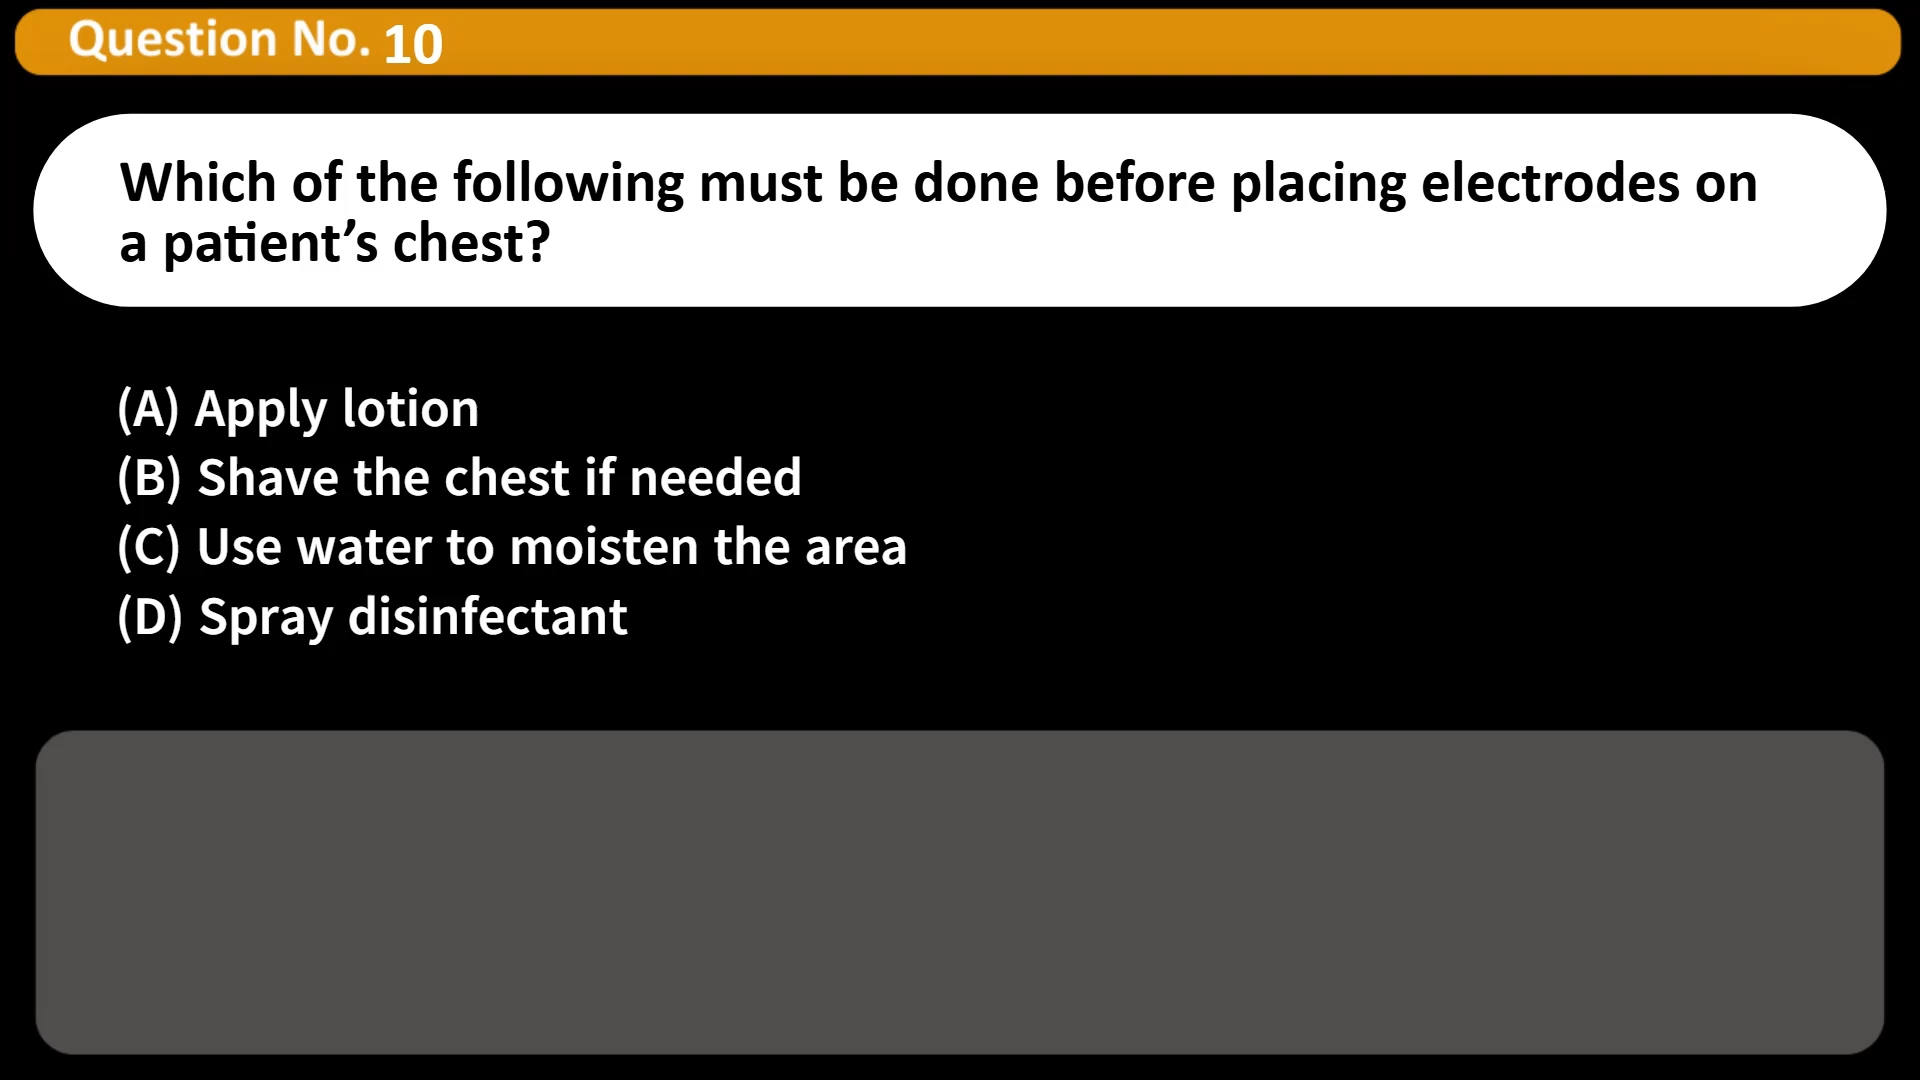 Question No. 10
Which of the following must be done before placing electrodes on
a patient’s chest?
(A) Apply lotion
(B) Shave the chest if needed
(C) Use water to moisten the area
(D) Spray disinfectant